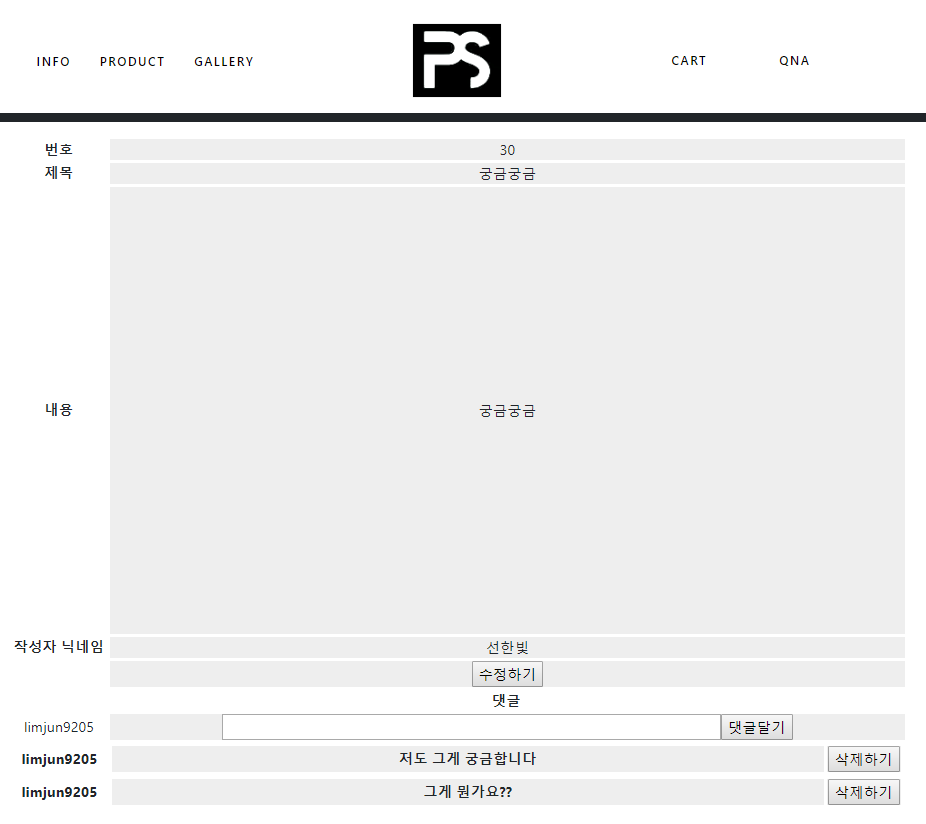 INFO PRODUCT GALLERY PS CART QNA
번호 30
제목 궁금궁금
내용 궁금궁금
작성자 닉네임 선한빛
수정하기
댓글
limjun9205 댓글달기
limjun9205 저도 그게 궁금합니다 삭제하기
limjun9205 그게 뭔가요?? 삭제하기